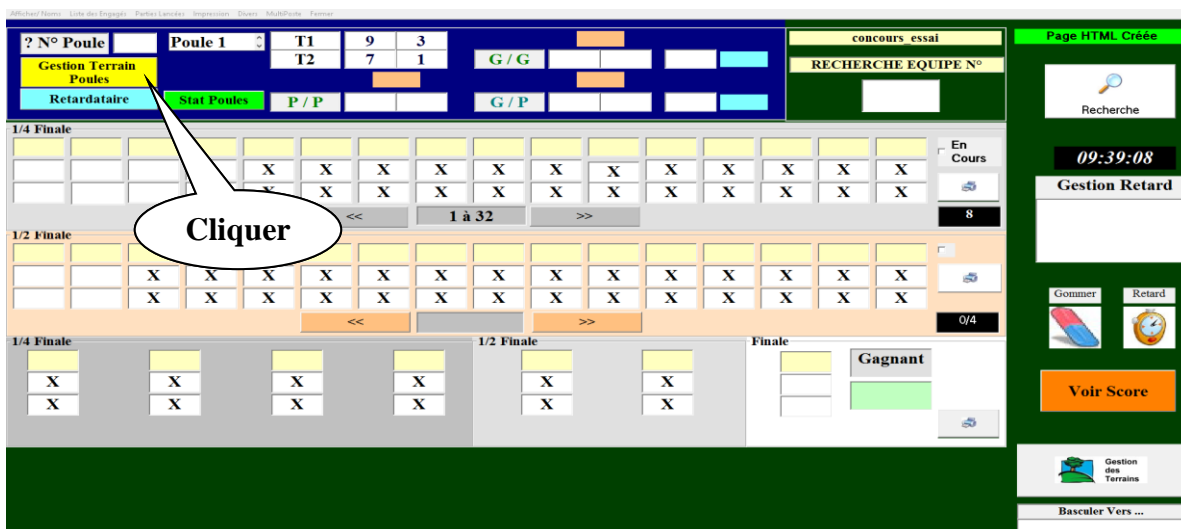 Afficher/ Noms Liste des Engagés Parties Lancées Impression Divers MultiPoste Fermer
? N° Poule Poule 1 T1 9 3
T2 7 1 G / G
Gestion Terrain
Poules
Retardataire Stat Poules P / P G / P
concours_essai
RECHERCHE EQUIPE N°
Page HTML Créée
Recherche
09:39:08
Gestion Retard
Gommer Retard
Voir Score
Gestion
des
Terrains
Basculer Vers ...
Cliquer
1/4 Finale
En
Cours
X X X X X X X X X X X X
X X X X X X X X X X X X
<< 1 à 32 >> 8
1/2 Finale
X X X X X X X X X X X X X X
X X X X X X X X X X X X X X
<< >> 0/4
1/4 Finale 1/2 Finale Finale
Gagnant
X X X X X X
X X X X X X